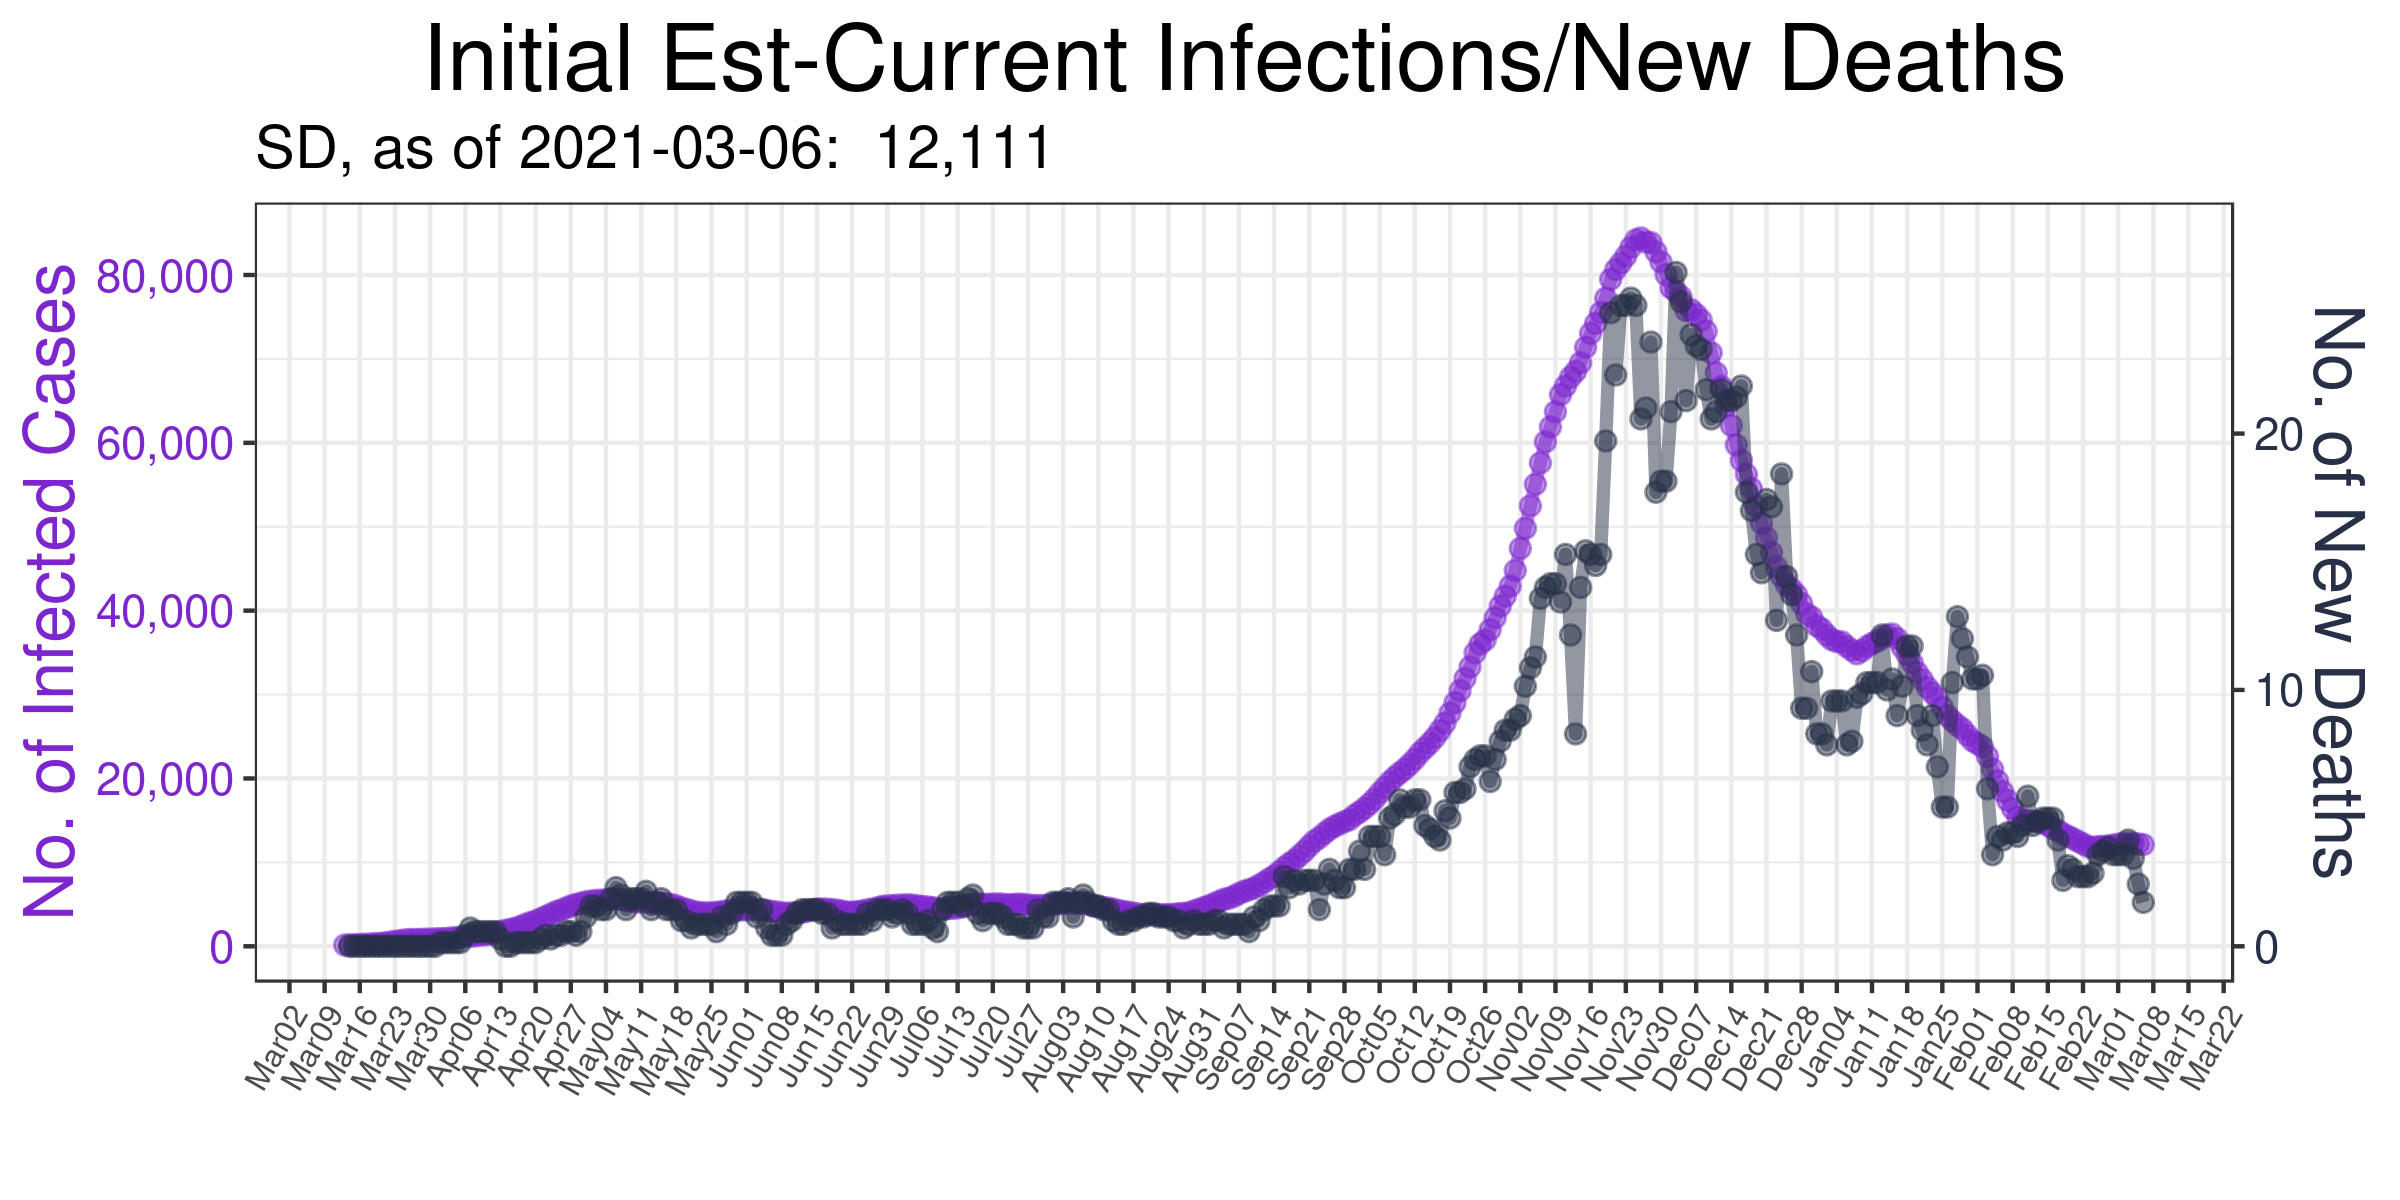 Initial Est-Current Infections/New Deaths
SD, as of 2021-03-06:  12,111
No. of Infected Cases
80,000
60,000
40,000
20,000
0
20
10
0
No. of New Deaths
Mar02
Mar09
Mar16
Mar23
Mar30
Apr06
Apr13
Apr20
Apr27
May04
May11
May18
May25
Jun01
Jun08
Jun15
Jun22
Jun29
Jul06
Jul13
Jul20
Jul27
Aug03
Aug10
Aug17
Aug24
Aug31
Sep07
Sep14
Sep21
Sep28
Oct05
Oct12
Oct19
Oct26
Nov02
Nov09
Nov16
Nov23
Nov30
Dec07
Dec14
Dec21
Dec28
Jan04
Jan11
Jan18
Jan25
Feb01
Feb08
Feb15
Feb22
Mar01
Mar08
Mar15
Mar22